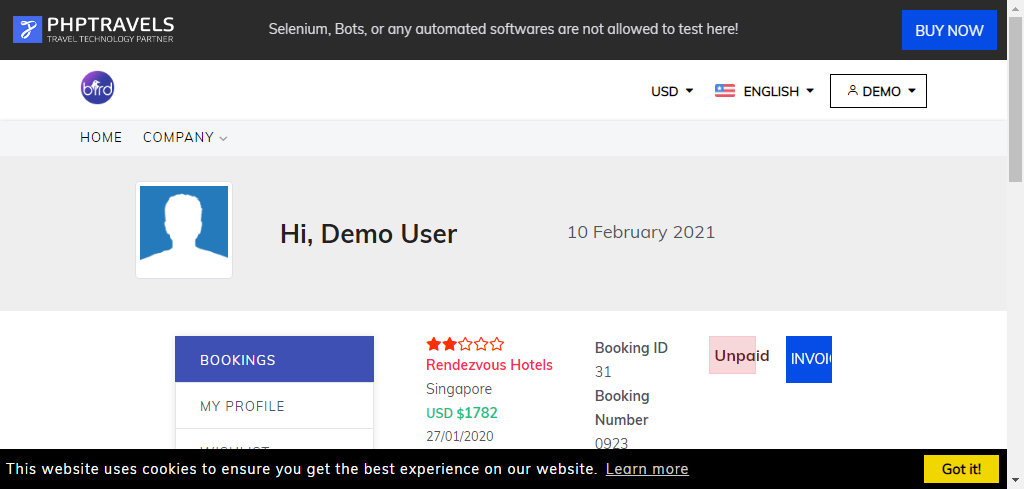 PHPTRAVELS
TRAVEL TECHNOLOGY PARTNER
Selenium, Bots, or any automated softwares are not allowed to test here!
BUY NOW
bird
USD
ENGLISH
DEMO
HOME
COMPANY
Hi, Demo User
10 February 2021
BOOKINGS
MY PROFILE
WISHLIST
Rendezvous Hotels
Singapore
USD $1782
27/01/2020
Booking ID
31
Booking
Number
0923
Unpaid
INVOIC
This website uses cookies to ensure you get the best experience on our website. Learn more
Got it!